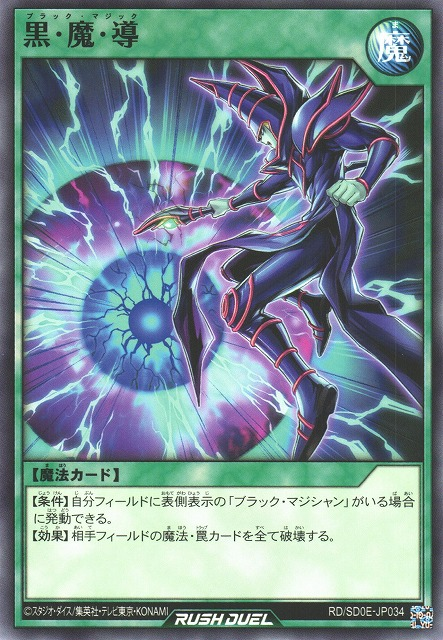 ブラック・マジック
黒・魔・導
ま
魔
【魔法カード】
【条件】自分フィールドに表側表示の「ブラック・マジシャン」がいる場合
に発動できる。
【効果】相手フィールドの魔法・罠カードを全て破壊する。
©スタジオ・ダイス/集英社・テレビ東京・KONAMI
RUSH DUEL
RD/SD0E-JP034